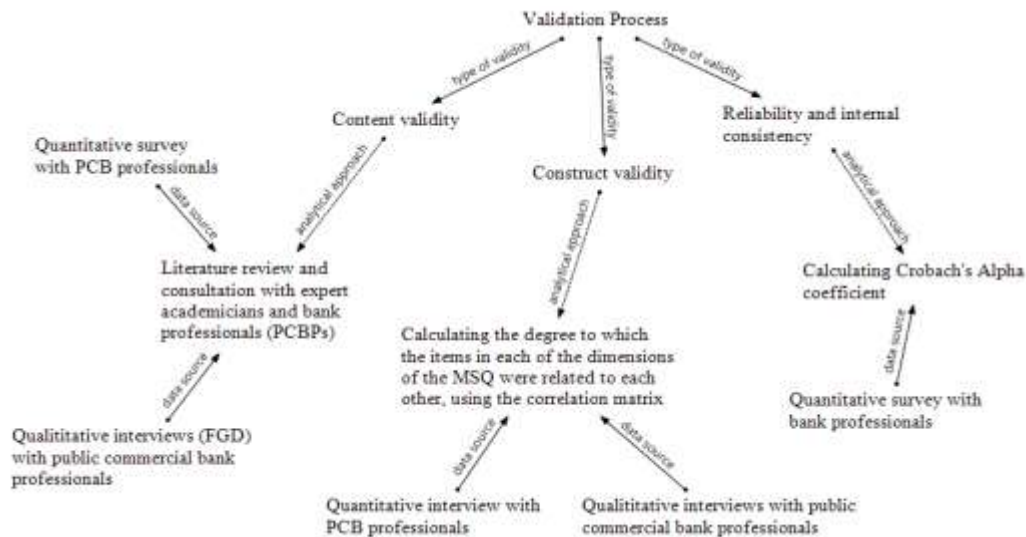 Validation Process
type of validity
type of validity
type of validity
Content validity
Reliability and internal
consistency
Quantitative survey
with PCB professionals
Construct validity
data source
analytical approach
analytical approach
analytical approach
Literature review and
consultation with expert
academicians and bank
professionals (PCBPs)
Calculating Crobach's Alpha
coefficient
Calculating the degree to which
the items in each of the dimensions
of the MSQ were related to each
other, using the correlation matrix
data source
data source
Quantitative survey with
bank professionals
Qualititative interviews (FGD)
with public commercial bank
professionals
data source
data source
Quantitative interview with
PCB professionals
Qualititative interviews with public
commercial bank professionals